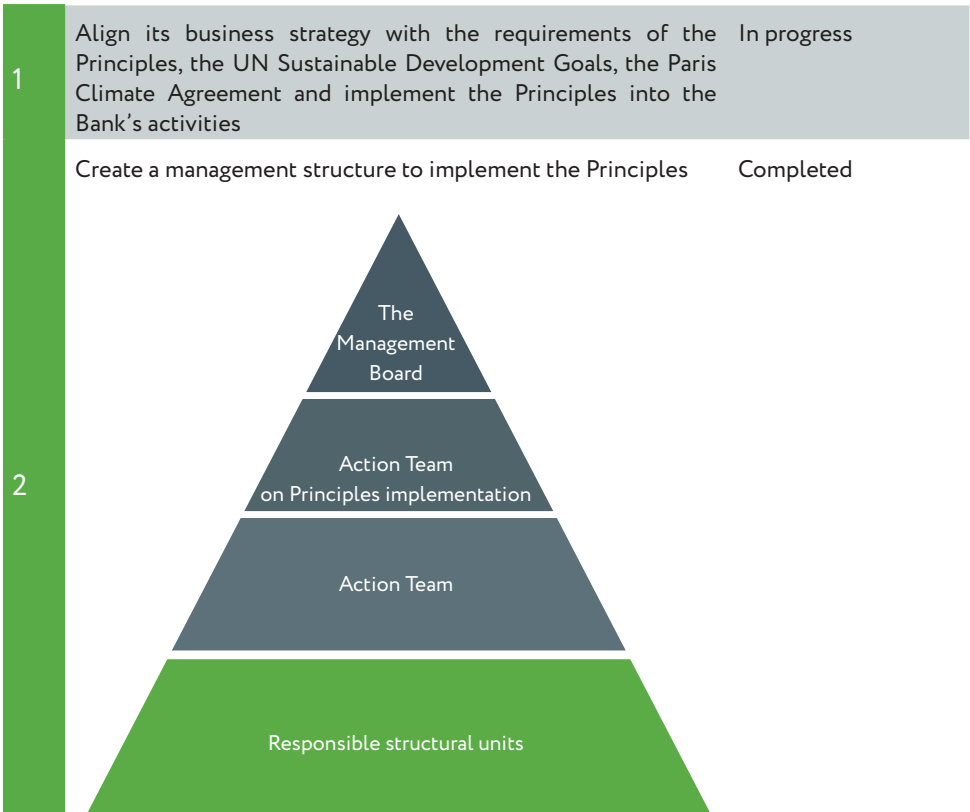 1
Align its business strategy with the requirements of the
Principles, the UN Sustainable Development Goals, the Paris
Climate Agreement and implement the Principles into the
Bank’s activities
In progress
2
Create a management structure to implement the Principles
Completed
The
Management
Board
Action Team
on Principles implementation
Action Team
Responsible structural units